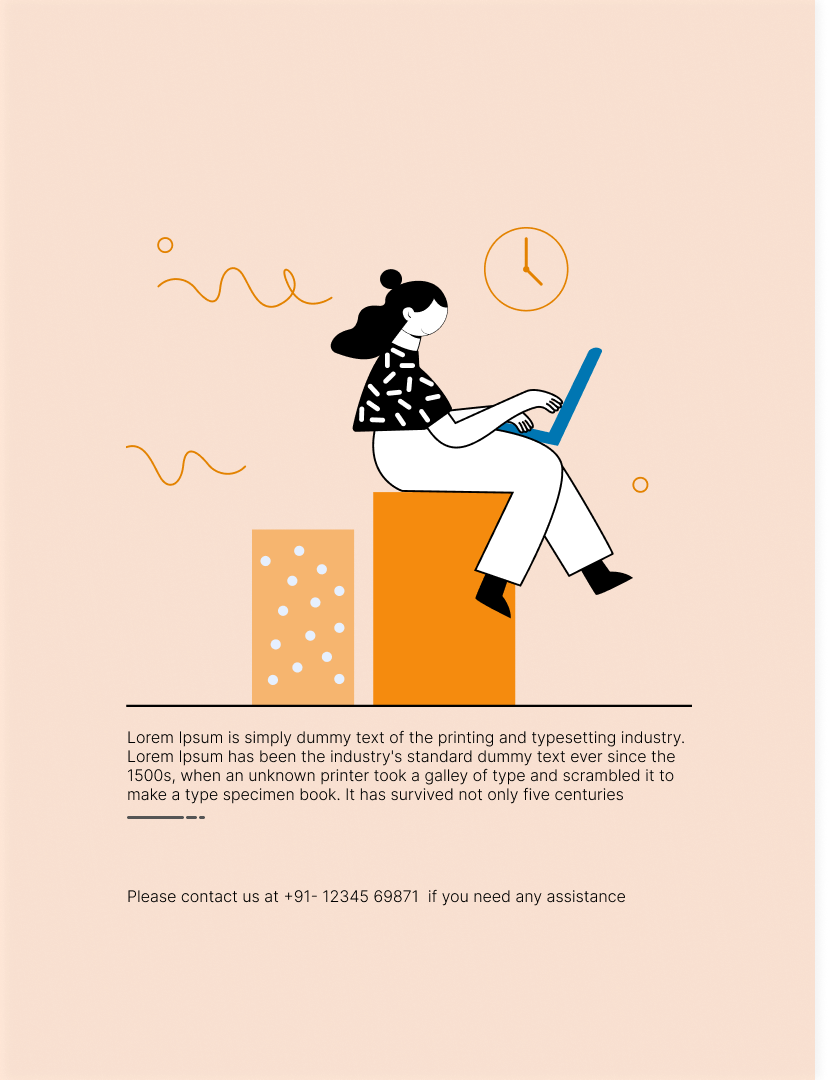 Lorem Ipsum is simply dummy text of the printing and typesetting industry.
Lorem Ipsum has been the industry's standard dummy text ever since the
1500s, when an unknown printer took a galley of type and scrambled it to
make a type specimen book. It has survived not only five centuries
Please contact us at +91- 12345 69871  if you need any assistance